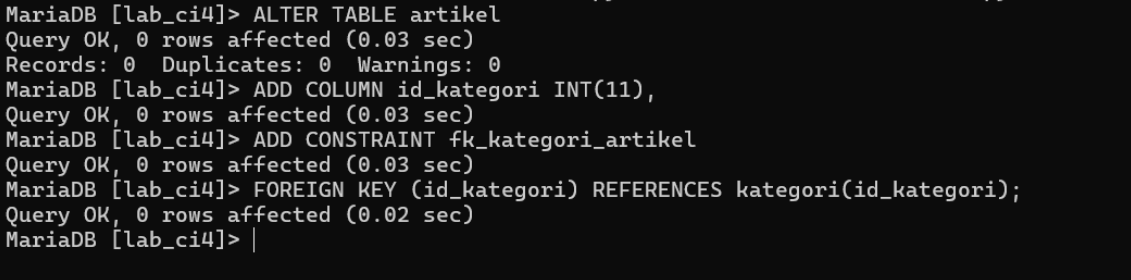 MariaDB [lab_ci4]> ALTER TABLE artikel
Query OK, 0 rows affected (0.03 sec)
Records: 0  Duplicates: 0  Warnings: 0
MariaDB [lab_ci4]> ADD COLUMN id_kategori INT(11),
Query OK, 0 rows affected (0.03 sec)
MariaDB [lab_ci4]> ADD CONSTRAINT fk_kategori_artikel
Query OK, 0 rows affected (0.03 sec)
MariaDB [lab_ci4]> FOREIGN KEY (id_kategori) REFERENCES kategori(id_kategori);
Query OK, 0 rows affected (0.02 sec)
MariaDB [lab_ci4]>